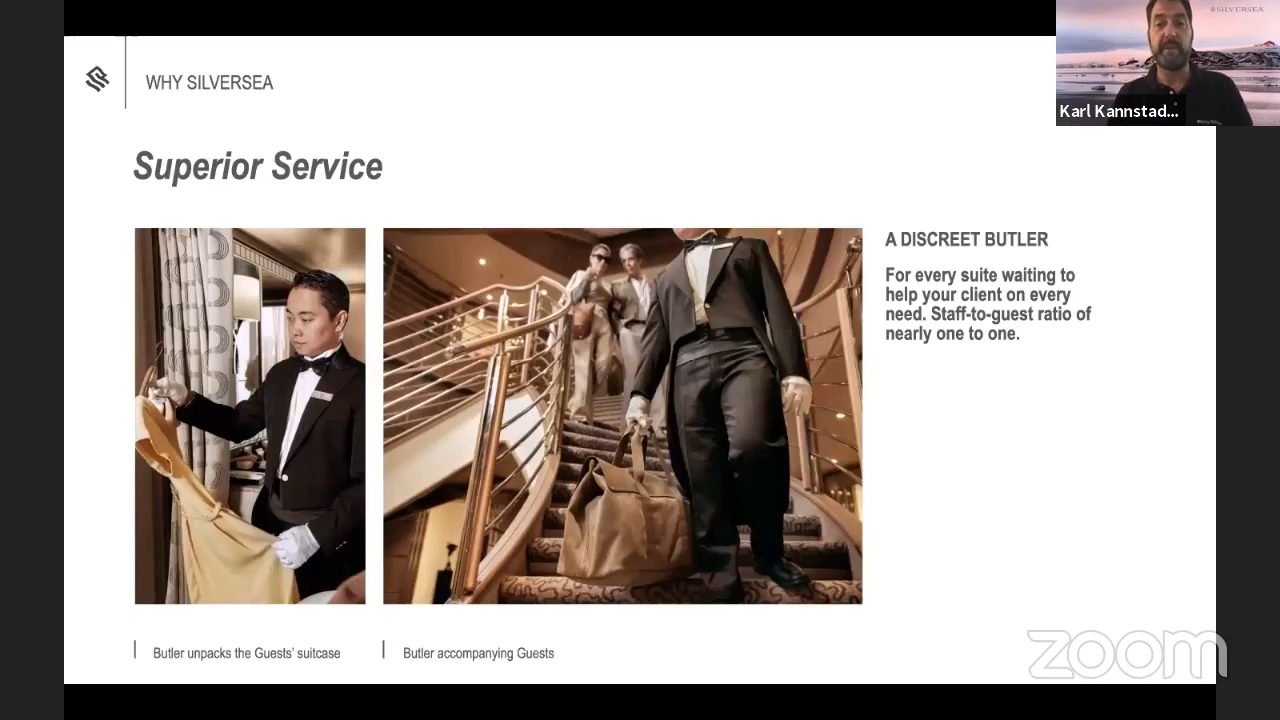 WHY SILVERSEA
SILVERSEA
Karl Kannstad...
Superior Service
A DISCREET BUTLER
For every suite waiting to
help your client on every
need. Staff-to-guest ratio of
nearly one to one.
Butler unpacks the Guests' suitcase
Butler accompanying Guests
zoom